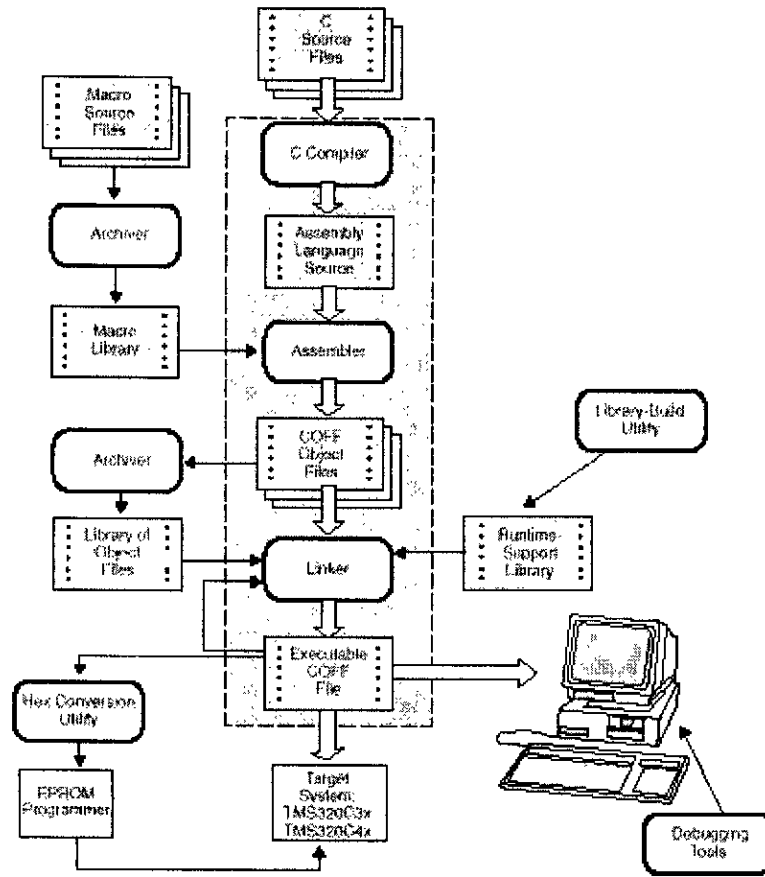 C
Source
Files
Macro
Source
Files
C Compiler
Archiver
Assembly
Language
Source
Macro
Library
Assembler
Library-Build
Utility
Archiver
COFF
Object
Files
Library of
Object
Files
Linker
Runtime-
Support
Library
Executable
COFF
File
Hex Conversion
Utility
EPROM
Programmer
Target
System:
TMS320C3x
TMS320C4x
Debugging
Tools